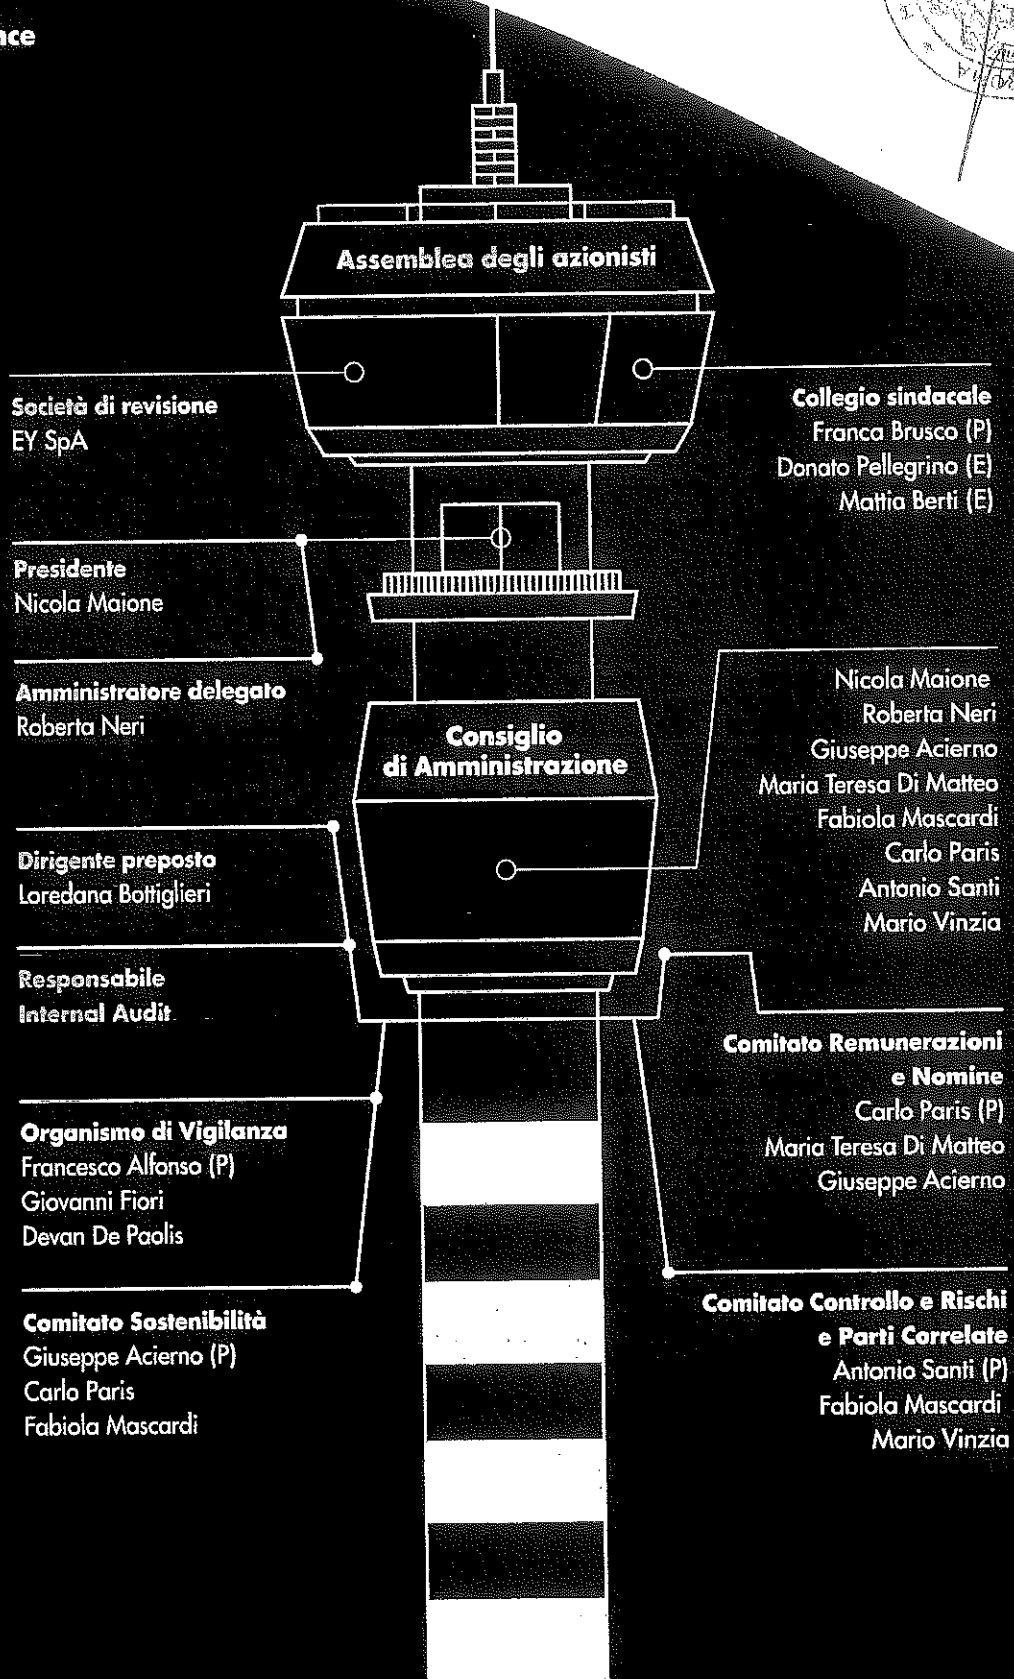 nce
Assemblea degli azionisti
Società di revisione
EY SpA
Collegio sindacale
Franca Brusco (P)
Donato Pellegrino (E)
Mattia Berti (E)
Presidente
Nicola Maione
Amministratore delegato
Roberta Neri
Nicola Maione
Roberta Neri
Giuseppe Acierno
Maria Teresa Di Matteo
Fabiola Mascardi
Carlo Paris
Antonio Santi
Mario Vinzia
Consiglio
di Amministrazione
Dirigente preposto
Loredana Bottiglieri
Responsabile
Internal Audit
Comitato Remunerazioni
e Nomine
Carlo Paris (P)
Maria Teresa Di Matteo
Giuseppe Acierno
Organismo di Vigilanza
Francesco Alfonso (P)
Giovanni Fiori
Devan De Paolis
Comitato Sostenibilità
Giuseppe Acierno (P)
Carlo Paris
Fabiola Mascardi
Comitato Controllo e Rischi
e Parti Correlate
Antonio Santi (P)
Fabiola Mascardi
Mario Vinzia